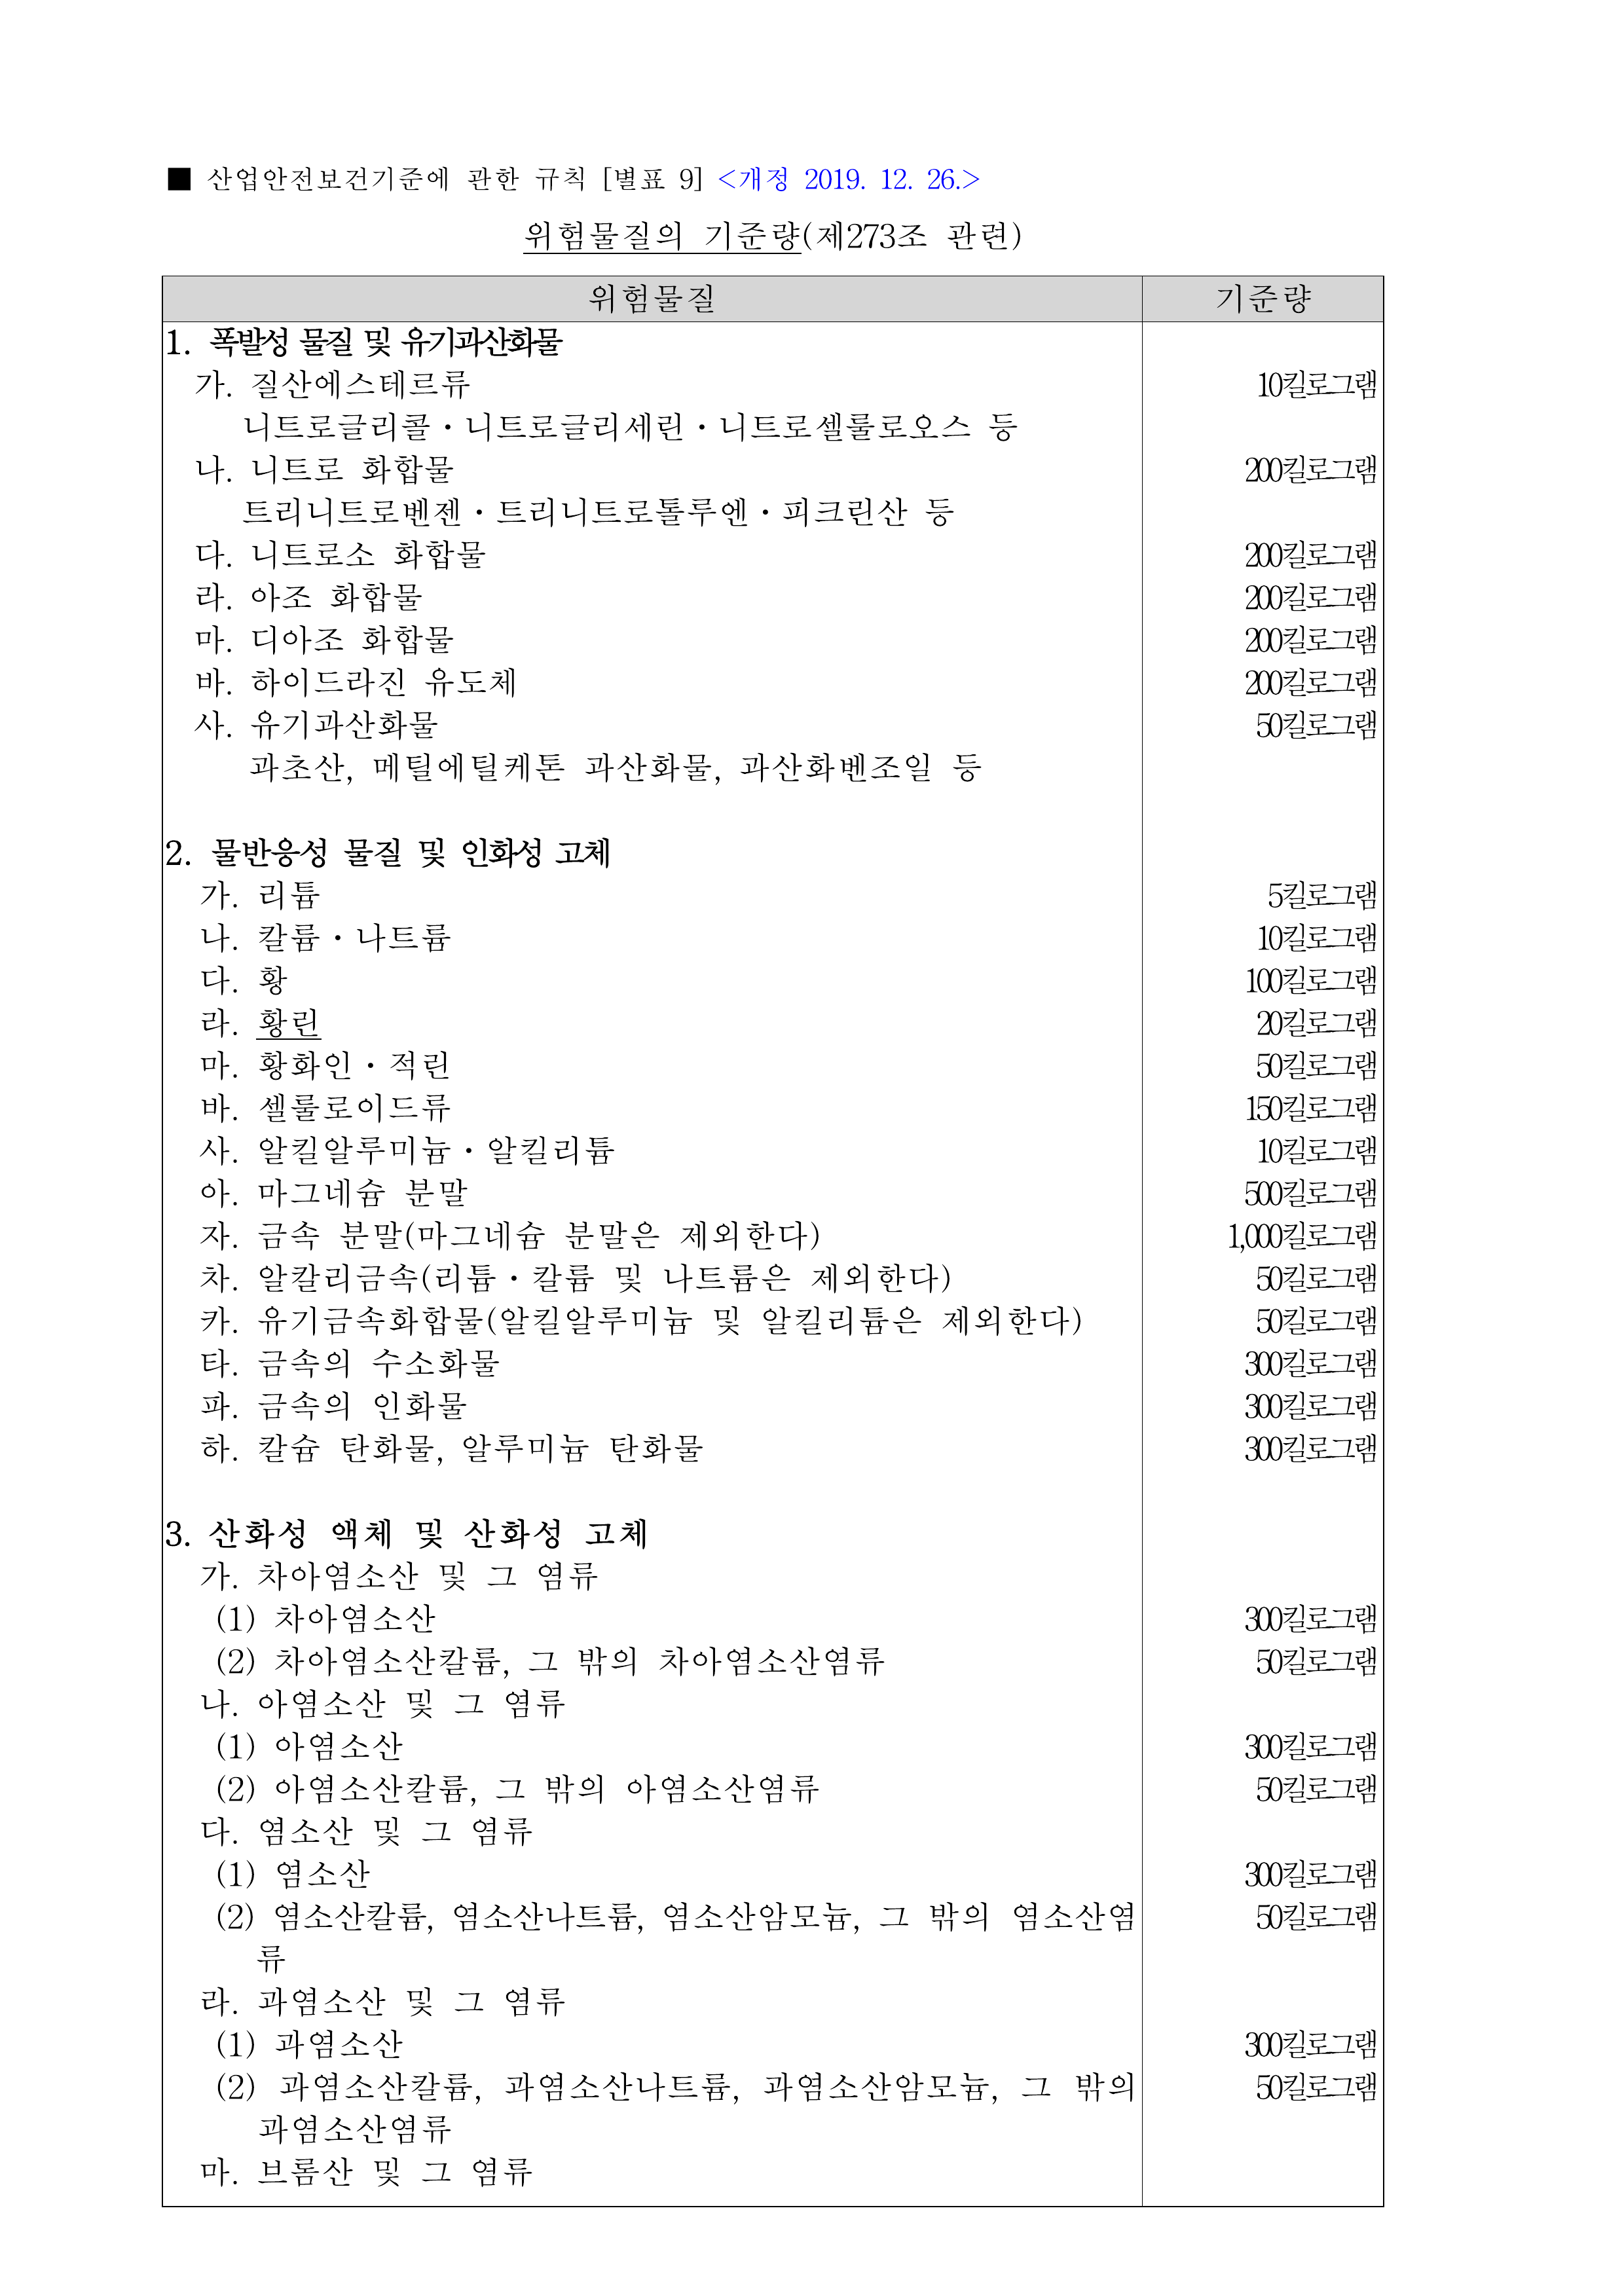 ■ 산업안전보건기준에 관한 규칙 [별표 9] <개정 2019. 12. 26.>
위험물질의 기준량(제273조 관련)
위험물질 기준량
1. 폭발성 물질 및 유기과산화물
가. 질산에스테르류 10킬로그램
니트로글리콜·니트로글리세린·니트로셀룰로오스 등
나. 니트로 화합물 200킬로그램
트리니트로벤젠·트리니트로톨루엔·피크린산 등
다. 니트로소 화합물 200킬로그램
라. 아조 화합물 200킬로그램
마. 디아조 화합물 200킬로그램
바. 하이드라진 유도체 200킬로그램
사. 유기과산화물 50킬로그램
과초산, 메틸에틸케톤 과산화물, 과산화벤조일 등
2. 물반응성 물질 및 인화성 고체
가. 리튬 5킬로그램
나. 칼륨·나트륨 10킬로그램
다. 황 100킬로그램
라. 황린 20킬로그램
마. 황화인·적린 50킬로그램
바. 셀룰로이드류 150킬로그램
사. 알킬알루미늄·알킬리튬 10킬로그램
아. 마그네슘 분말 500킬로그램
자. 금속 분말(마그네슘 분말은 제외한다) 1,000킬로그램
차. 알칼리금속(리튬·칼륨 및 나트륨은 제외한다) 50킬로그램
카. 유기금속화합물(알킬알루미늄 및 알킬리튬은 제외한다) 50킬로그램
타. 금속의 수소화물 300킬로그램
파. 금속의 인화물 300킬로그램
하. 칼슘 탄화물, 알루미늄 탄화물 300킬로그램
3. 산화성 액체 및 산화성 고체
가. 차아염소산 및 그 염류
(1) 차아염소산 300킬로그램
(2) 차아염소산칼륨, 그 밖의 차아염소산염류 50킬로그램
나. 아염소산 및 그 염류
(1) 아염소산 300킬로그램
(2) 아염소산칼륨, 그 밖의 아염소산염류 50킬로그램
다. 염소산 및 그 염류
(1) 염소산 300킬로그램
(2) 염소산칼륨, 염소산나트륨, 염소산암모늄, 그 밖의 염소산염 50킬로그램
류
라. 과염소산 및 그 염류
(1) 과염소산 300킬로그램
(2) 과염소산칼륨, 과염소산나트륨, 과염소산암모늄, 그 밖의 50킬로그램
과염소산염류
마. 브롬산 및 그 염류